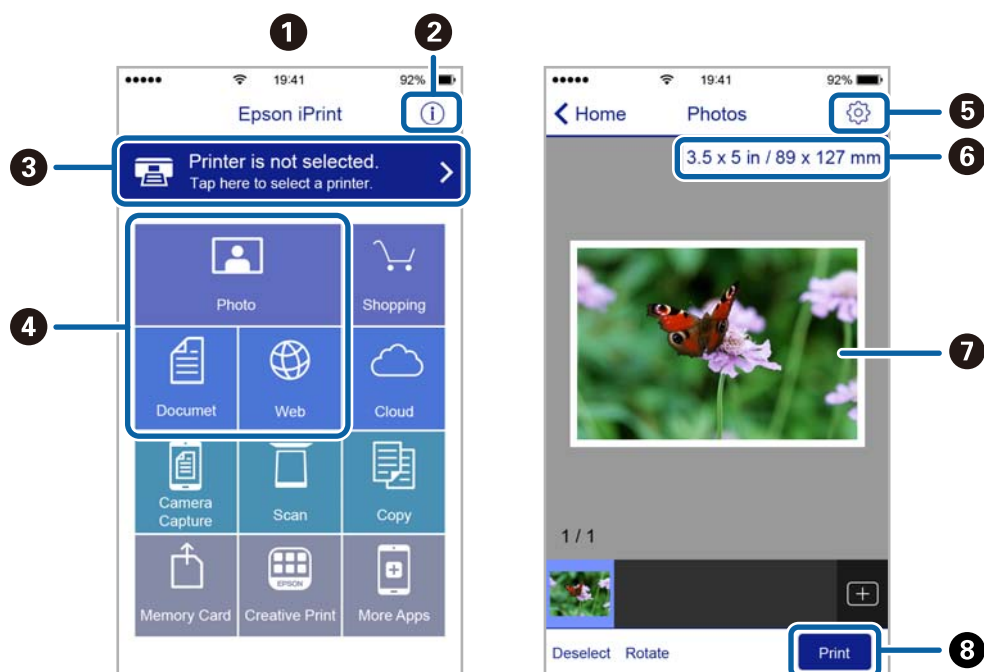 1
2
19:41
92%
Epson iPrint
3
Printer is not selected.
Tap here to select a printer.
4
Photo
Shopping
Documet
Web
Cloud
Camera
Capture
Scan
Copy
EPSON
Memory Card
Creative Print
More Apps
19:41
92%
Home
Photos
5
3.5 x 5 in / 89 x 127 mm
6
7
1 / 1
Deselect
Rotate
Print
8